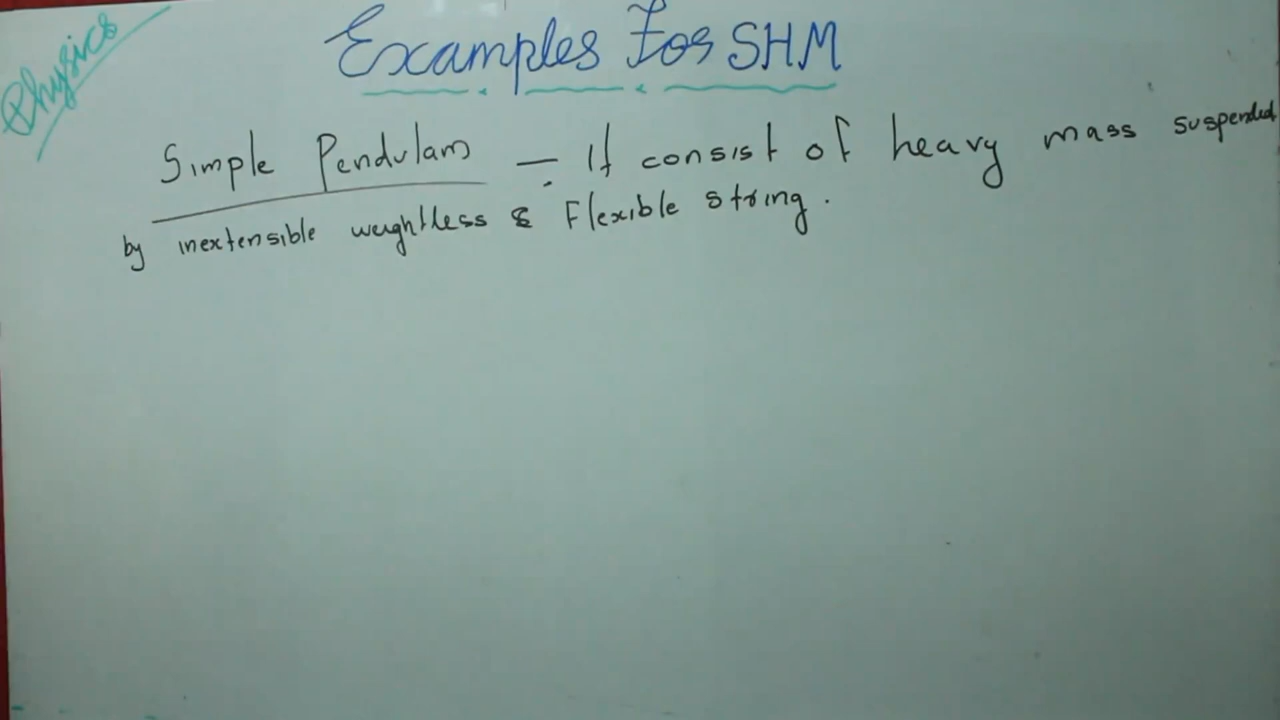 Physics
Examples For SHM
Simple Pendulam — It consist of heavy mass suspended
by inextensible weightless & Flexible string.